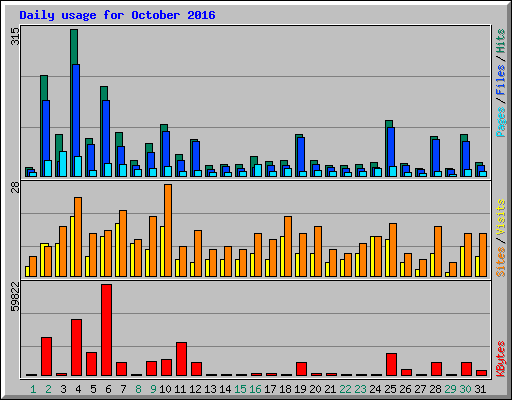 Daily usage for October 2016
315
Pages/Files/Hits
28
Sites/Visits
59822
KBytes
1 2 3 4 5 6 7 8 9 10 11 12 13 14 15 16 17 18 19 20 21 22 23 24 25 26 27 28 29 30 31